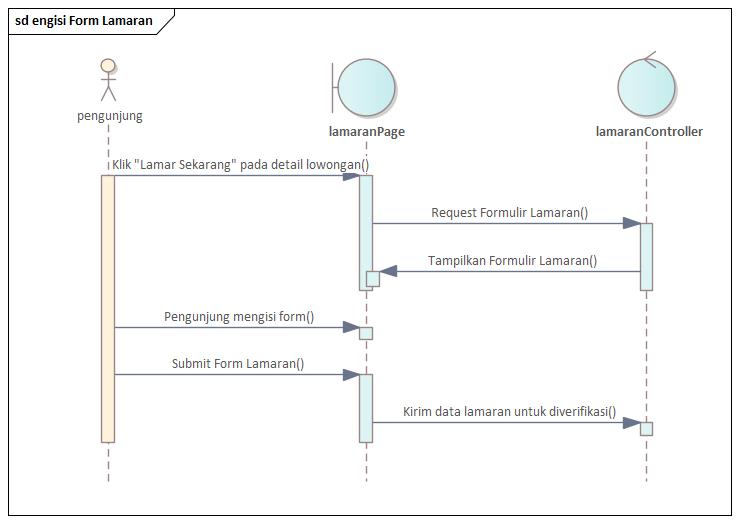 sd engisi Form Lamaran
pengunjung
lamaranPage
lamaranController
Klik "Lamar Sekarang" pada detail lowongan()
Request Formulir Lamaran()
Tampilkan Formulir Lamaran()
Pengunjung mengisi form()
Submit Form Lamaran()
Kirim data lamaran untuk diverifikasi()